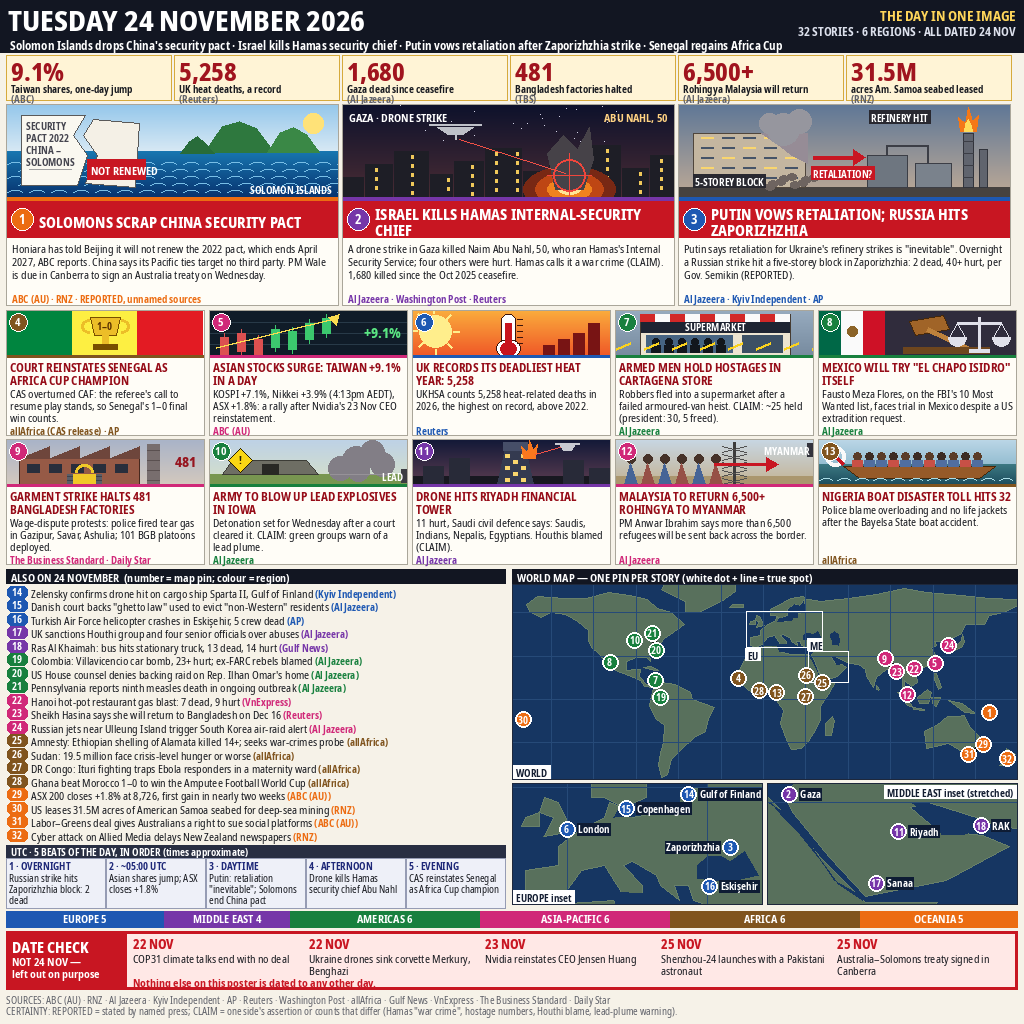 TUESDAY 24 NOVEMBER 2026
THE DAY IN ONE IMAGE
32 STORIES · 6 REGIONS · ALL DATED 24 NOV
Solomon Islands drops China's security pact · Israel kills Hamas security chief · Putin vows retaliation after Zaporizhzhia strike · Senegal regains Africa Cup
9.1%
Taiwan shares, one-day jump
(ABC)
5,258
UK heat deaths, a record
(Reuters)
1,680
Gaza dead since ceasefire
(Al Jazeera)
481
Bangladesh factories halted
(TBS)
6,500+
Rohingya Malaysia will return
(Al Jazeera)
31.5M
acres Am. Samoa seabed leased
(RNZ)
SECURITY
PACT 2022
CHINA –
SOLOMONS
NOT RENEWED
SOLOMON ISLANDS
1 SOLOMONS SCRAP CHINA SECURITY PACT
Honiara has told Beijing it will not renew the 2022 pact, which ends April
2027, ABC reports. China says its Pacific ties target no third party. PM Wale
is due in Canberra to sign an Australia treaty on Wednesday.
ABC (AU) · RNZ · REPORTED, unnamed sources
GAZA · DRONE STRIKE
ABU NAHL, 50
2 ISRAEL KILLS HAMAS INTERNAL-SECURITY
CHIEF
A drone strike in Gaza killed Naim Abu Nahl, 50, who ran Hamas's Internal
Security Service; four others were hurt. Hamas calls it a war crime (CLAIM).
1,680 killed since the Oct 2025 ceasefire.
Al Jazeera · Washington Post · Reuters
REFINERY HIT
5-STOREY BLOCK
RETALIATION?
3 PUTIN VOWS RETALIATION; RUSSIA HITS
ZAPORIZHZHIA
Putin says retaliation for Ukraine's refinery strikes is "inevitable". Overnight
a Russian strike hit a five-storey block in Zaporizhzhia: 2 dead, 40+ hurt, per
Gov. Semikin (REPORTED).
Al Jazeera · Kyiv Independent · AP
4
1–0
COURT REINSTATES SENEGAL AS
AFRICA CUP CHAMPION
CAS overturned CAF: the referee's call to
resume play stands, so Senegal's 1–0 final
win counts.
allAfrica (CAS release) · AP
5
+9.1%
ASIAN STOCKS SURGE: TAIWAN +9.1%
IN A DAY
KOSPI +7.1%, Nikkei +3.9% (4:13pm AEDT),
ASX +1.8%: a rally after Nvidia's 23 Nov CEO
reinstatement.
ABC (AU)
6
UK RECORDS ITS DEADLIEST HEAT
YEAR: 5,258
UKHSA counts 5,258 heat-related deaths in
2026, the highest on record, above 2022.
Reuters
7
SUPERMARKET
ARMED MEN HOLD HOSTAGES IN
CARTAGENA STORE
Robbers fled into a supermarket after a
failed armoured-van heist. CLAIM: ~25 held
(president: 30, 5 freed).
Al Jazeera
8
MEXICO WILL TRY "EL CHAPO ISIDRO"
ITSELF
Fausto Meza Flores, on the FBI's 10 Most
Wanted list, faces trial in Mexico despite a US
extradition request.
Al Jazeera
9
481
GARMENT STRIKE HALTS 481
BANGLADESH FACTORIES
Wage-dispute protests: police fired tear gas
in Gazipur, Savar, Ashulia; 101 BGB platoons
deployed.
The Business Standard · Daily Star
10
!
LEAD
ARMY TO BLOW UP LEAD EXPLOSIVES
IN IOWA
Detonation set for Wednesday after a court
cleared it. CLAIM: green groups warn of a
lead plume.
Al Jazeera
11
DRONE HITS RIYADH FINANCIAL
TOWER
11 hurt, Saudi civil defence says: Saudis,
Indians, Nepalis, Egyptians. Houthis blamed
(CLAIM).
Al Jazeera
12
MYANMAR
MALAYSIA TO RETURN 6,500+
ROHINGYA TO MYANMAR
PM Anwar Ibrahim says more than 6,500
refugees will be sent back across the border.
Al Jazeera
13
NIGERIA BOAT DISASTER TOLL HITS 32
Police blame overloading and no life jackets
after the Bayelsa State boat accident.
allAfrica
ALSO ON 24 NOVEMBER (number = map pin; colour = region)
14 Zelensky confirms drone hit on cargo ship Sparta II, Gulf of Finland (Kyiv Independent)
15 Danish court backs "ghetto law" used to evict "non-Western" residents (Al Jazeera)
16 Turkish Air Force helicopter crashes in Eskişehir, 5 crew dead (AP)
17 UK sanctions Houthi group and four senior officials over abuses (Al Jazeera)
18 Ras Al Khaimah: bus hits stationary truck, 13 dead, 14 hurt (Gulf News)
19 Colombia: Villavicencio car bomb, 23+ hurt; ex-FARC rebels blamed (Al Jazeera)
20 US House counsel denies backing raid on Rep. Ilhan Omar's home (Al Jazeera)
21 Pennsylvania reports ninth measles death in ongoing outbreak (Al Jazeera)
22 Hanoi hot-pot restaurant gas blast: 7 dead, 9 hurt (VnExpress)
23 Sheikh Hasina says she will return to Bangladesh on Dec 16 (Reuters)
24 Russian jets near Ulleung Island trigger South Korea air-raid alert (Al Jazeera)
25 Amnesty: Ethiopian shelling of Alamata killed 14+; seeks war-crimes probe (allAfrica)
26 Sudan: 19.5 million face crisis-level hunger or worse (allAfrica)
27 DR Congo: Ituri fighting traps Ebola responders in a maternity ward (allAfrica)
28 Ghana beat Morocco 1–0 to win the Amputee Football World Cup (allAfrica)
29 ASX 200 closes +1.8% at 8,726, first gain in nearly two weeks (ABC (AU))
30 US leases 31.5M acres of American Samoa seabed for deep-sea mining (RNZ)
31 Labor–Greens deal gives Australians a right to sue social platforms (ABC (AU))
32 Cyber attack on Allied Media delays New Zealand newspapers (RNZ)
UTC · 5 BEATS OF THE DAY, IN ORDER (times approximate)
1 · OVERNIGHT
Russian strike hits
Zaporizhzhia block: 2
dead
2 · ~05:00 UTC
Asian shares jump; ASX
closes +1.8%
3 · DAYTIME
Putin: retaliation
"inevitable"; Solomons
end China pact
4 · AFTERNOON
Drone kills Hamas
security chief Abu Nahl
5 · EVENING
CAS reinstates Senegal
as Africa Cup champion
WORLD MAP — ONE PIN PER STORY (white dot + line = true spot)
21
10
20
8
7
19
30
EU
ME
4
28
13
26
25
27
24
9
23
22
5
12
1
29
31
32
WORLD
14 Gulf of Finland
15 Copenhagen
6 London
Zaporizhzhia 3
16 Eskişehir
EUROPE inset
2 Gaza
MIDDLE EAST inset (stretched)
11 Riyadh
18 RAK
17 Sanaa
EUROPE 5
MIDDLE EAST 4
AMERICAS 6
ASIA-PACIFIC 6
AFRICA 6
OCEANIA 5
DATE CHECK
NOT 24 NOV —
left out on purpose
22 NOV
COP31 climate talks end with no deal
22 NOV
Ukraine drones sink corvette Merkury,
Benghazi
23 NOV
Nvidia reinstates CEO Jensen Huang
25 NOV
Shenzhou-24 launches with a Pakistani
astronaut
25 NOV
Australia–Solomons treaty signed in
Canberra
Nothing else on this poster is dated to any other day.
SOURCES: ABC (AU) · RNZ · Al Jazeera · Kyiv Independent · AP · Reuters · Washington Post · allAfrica · Gulf News · VnExpress · The Business Standard · Daily Star
CERTAINTY: REPORTED = stated by named press; CLAIM = one side's assertion or counts that differ (Hamas "war crime", hostage numbers, Houthi blame, lead-plume warning).